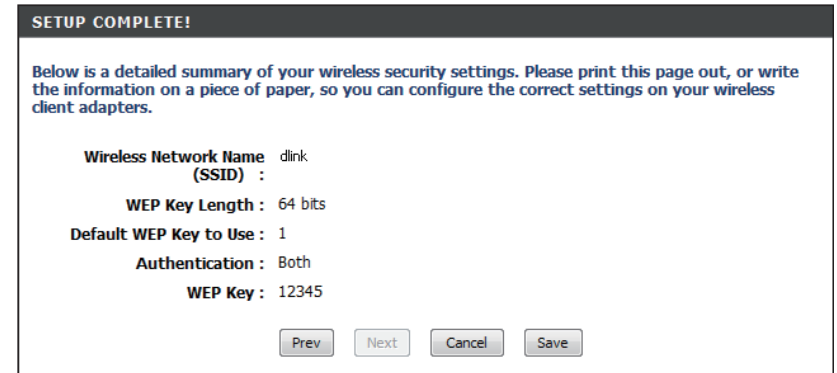 SETUP COMPLETE!
Below is a detailed summary of your wireless security settings. Please print this page out, or write
the information on a piece of paper, so you can configure the correct settings on your wireless
client adapters.
Wireless Network Name dlink
(SSID) :
WEP Key Length : 64 bits
Default WEP Key to Use : 1
Authentication : Both
WEP Key : 12345
Prev Next Cancel Save